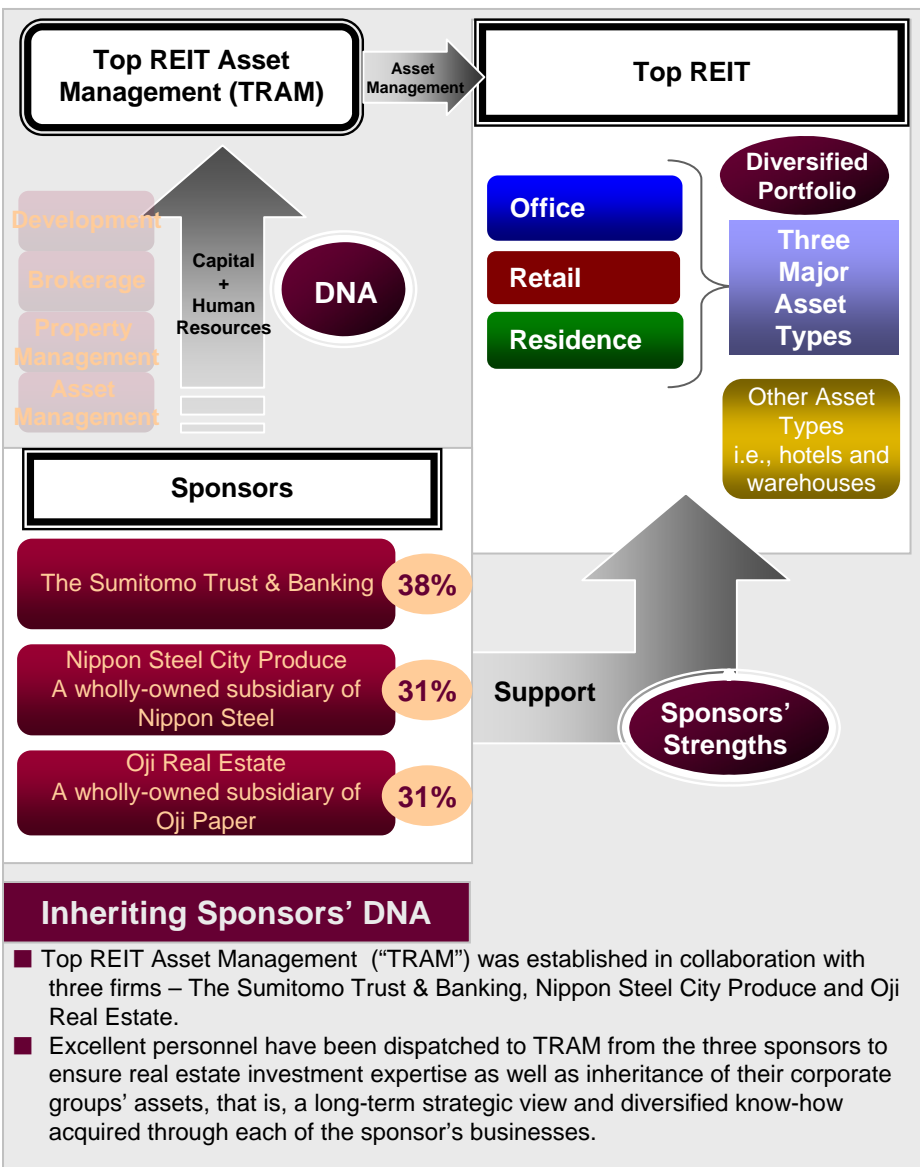 Top REIT Asset
Management (TRAM)
Asset
Management
Top REIT
Development
Brokerage
Property
Management
Asset
Management
Capital
+
Human
Resources
DNA
Office
Retail
Residence
Diversified
Portfolio
Three
Major
Asset
Types
Other Asset
Types
i.e., hotels and
warehouses
Sponsors
The Sumitomo Trust & Banking
38%
Nippon Steel City Produce
A wholly-owned subsidiary of
Nippon Steel
31%
Oji Real Estate
A wholly-owned subsidiary of
Oji Paper
31%
Support
Sponsors’
Strengths
Inheriting Sponsors’ DNA
Top REIT Asset Management (“TRAM”) was established in collaboration with
three firms – The Sumitomo Trust & Banking, Nippon Steel City Produce and Oji
Real Estate.
Excellent personnel have been dispatched to TRAM from the three sponsors to
ensure real estate investment expertise as well as inheritance of their corporate
groups’ assets, that is, a long-term strategic view and diversified know-how
acquired through each of the sponsor’s businesses.